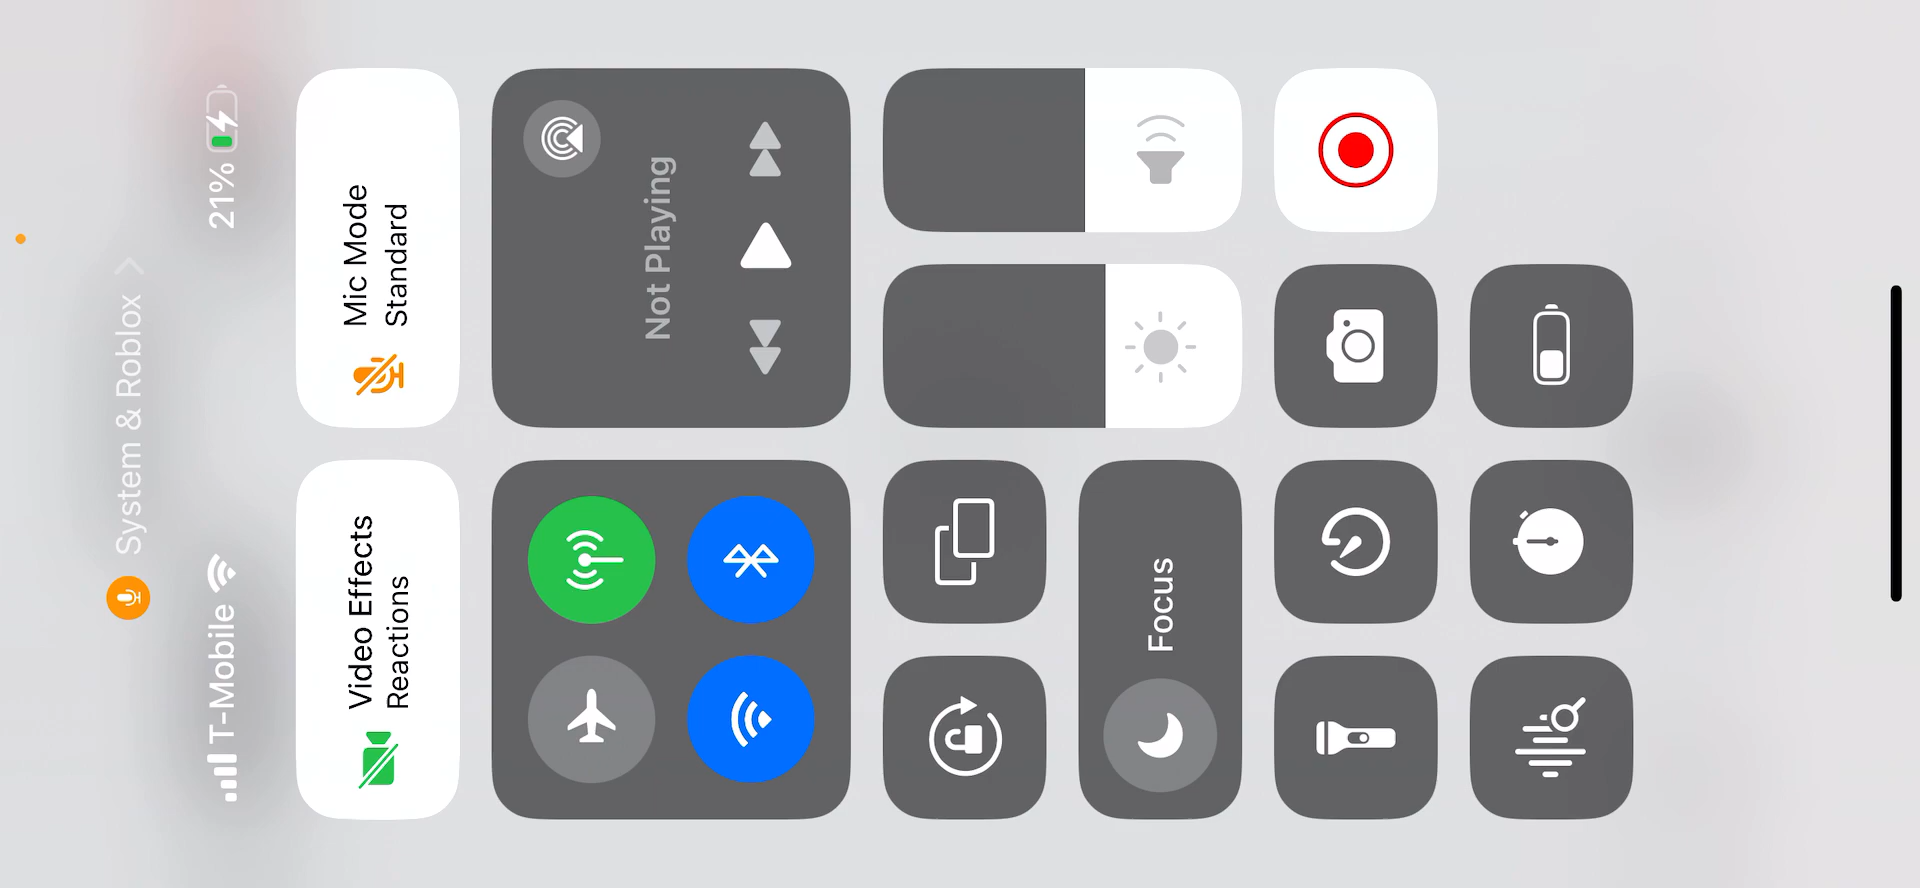 System & Roblox
T-Mobile
21%
Video Effects
Reactions
Mic Mode
Standard
Not Playing
Focus